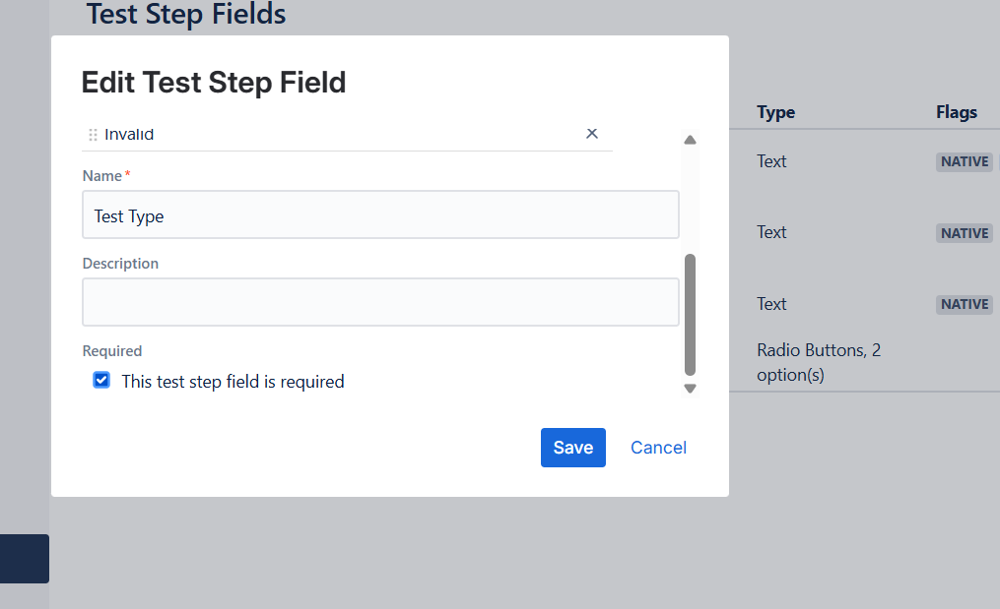 Test Step Fields
Edit Test Step Field
Invalid
Name*
Test Type
Description
Required
This test step field is required
Save Cancel
Type Flags
Text NATIVE
Text NATIVE
Text NATIVE
Radio Buttons, 2
option(s)